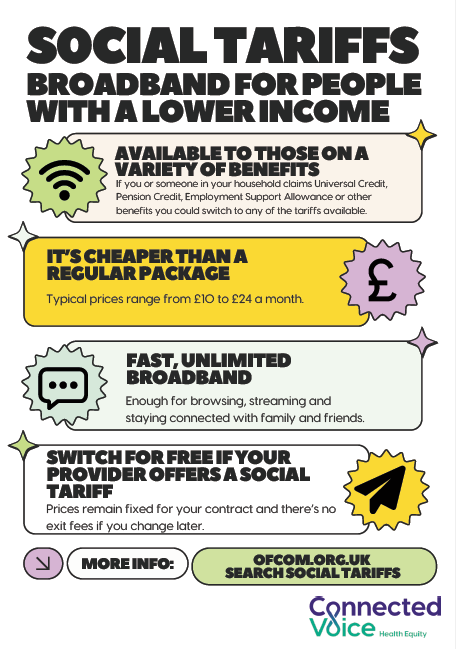 SOCIAL TARIFFS
BROADBAND FOR PEOPLE
WITH A LOWER INCOME
AVAILABLE TO THOSE ON A
VARIETY OF BENEFITS
If you or someone in your household claims Universal Credit,
Pension Credit, Employment Support Allowance or other
benefits you could switch to any of the tariffs available.
IT'S CHEAPER THAN A
REGULAR PACKAGE
Typical prices range from £10 to £24 a month.
£
FAST, UNLIMITED
BROADBAND
Enough for browsing, streaming and
staying connected with family and friends.
SWITCH FOR FREE IF YOUR
PROVIDER OFFERS A SOCIAL
TARIFF
Prices remain fixed for your contract and there's no
exit fees if you change later.
MORE INFO:
OFCOM.ORG.UK
SEARCH SOCIAL TARIFFS
Connected
Voice Health Equity